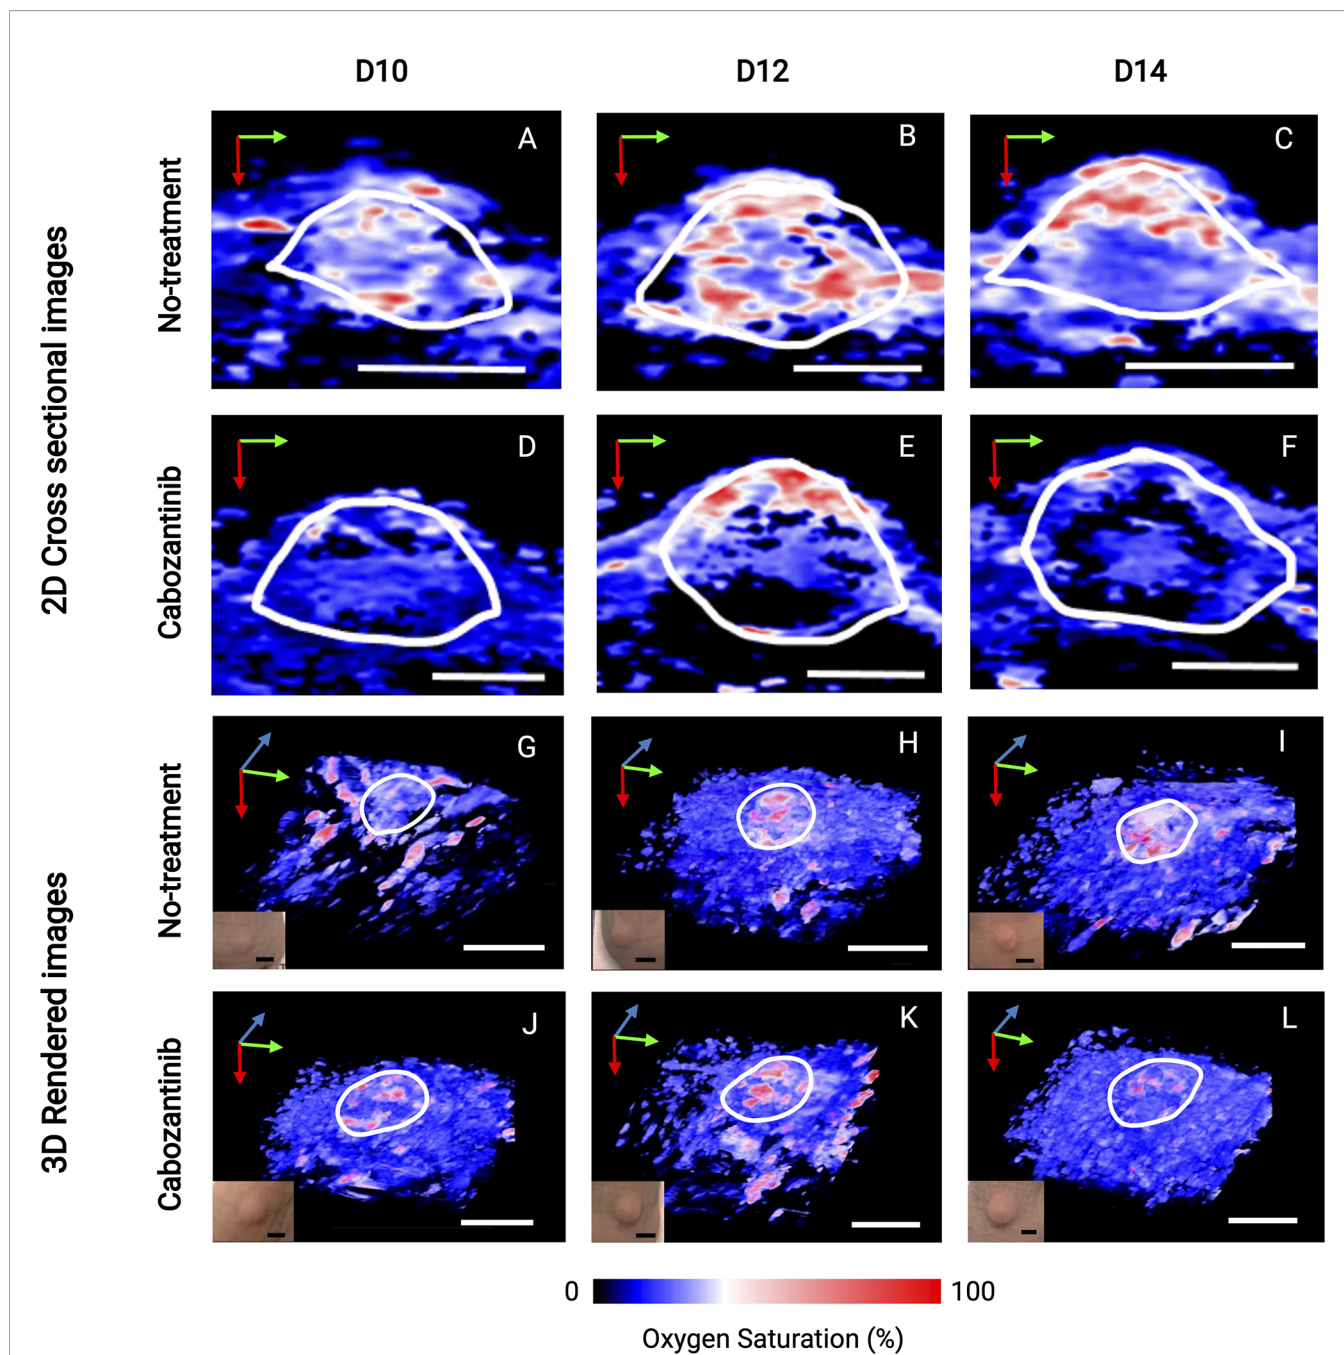 D10 D12 D14
2D Cross sectional images
No-treatment
A B C
Cabozantinib
D E F
3D Rendered images
No-treatment
G H I
Cabozantinib
J K L
0 100
Oxygen Saturation (%)